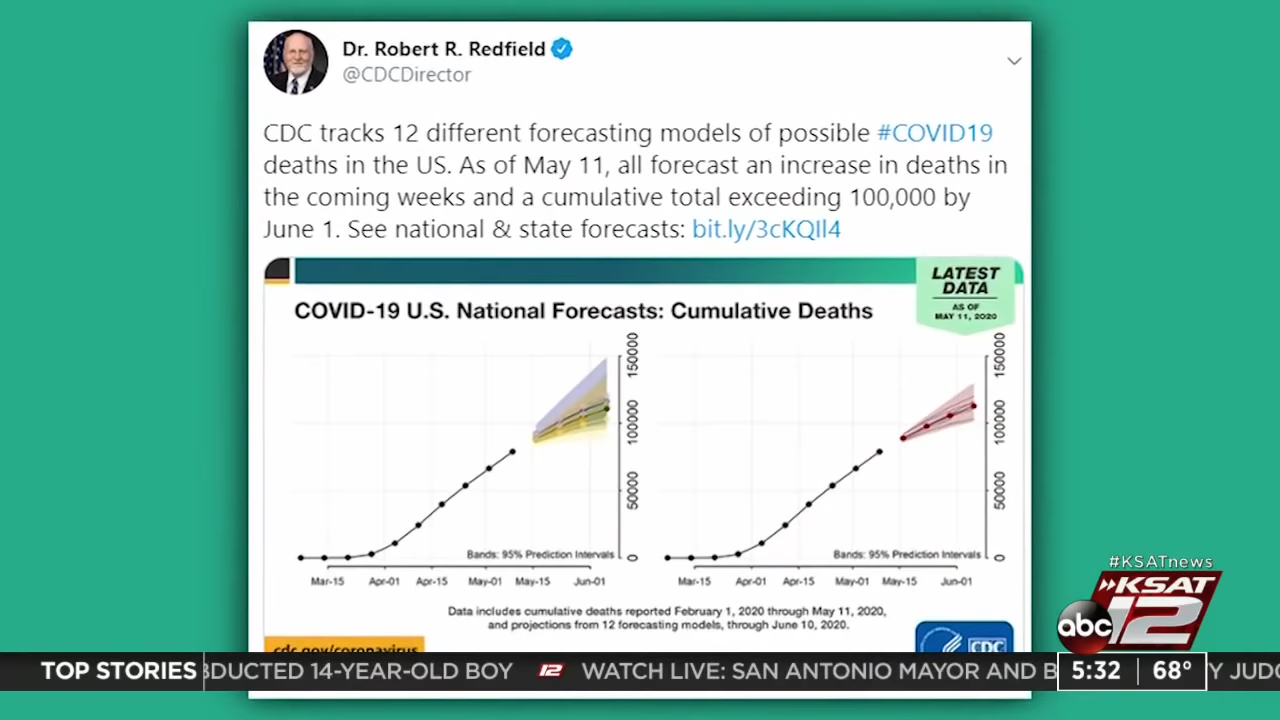 Dr. Robert R. Redfield
@CDCDirector
CDC tracks 12 different forecasting models of possible #COVID19
deaths in the US. As of May 11, all forecast an increase in deaths in
the coming weeks and a cumulative total exceeding 100,000 by
June 1. See national & state forecasts: bit.ly/3cKQIl4
LATEST
DATA
AS OF
MAY 11, 2020
COVID-19 U.S. National Forecasts: Cumulative Deaths
150000
100000
50000
0
Bands: 95% Prediction Intervals
Mar-15 Apr-01 Apr-15 May-01 May-15 Jun-01
150000
100000
50000
0
Bands: 95% Prediction Intervals
Mar-15 Apr-01 Apr-15 May-01 May-15 Jun-01
Data includes cumulative deaths reported February 1, 2020 through May 11, 2020,
and projections from 12 forecasting models, through June 10, 2020.
cdc.gov/coronavirus
CDC
#KSATnews
KSAT
abc 12
TOP STORIES BDUCTED 14-YEAR-OLD BOY 12 WATCH LIVE: SAN ANTONIO MAYOR AND B 5:32 68° Y JUDG